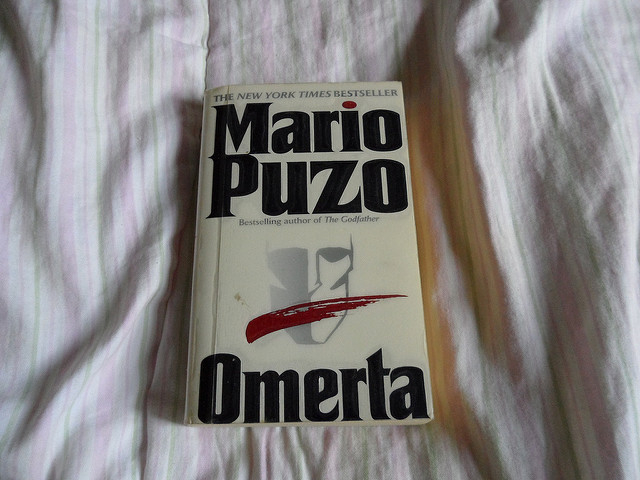 THE NEW YORK TIMES BESTSELLER
Mario
Puzo
Bestselling author of The Godfather
Omerta